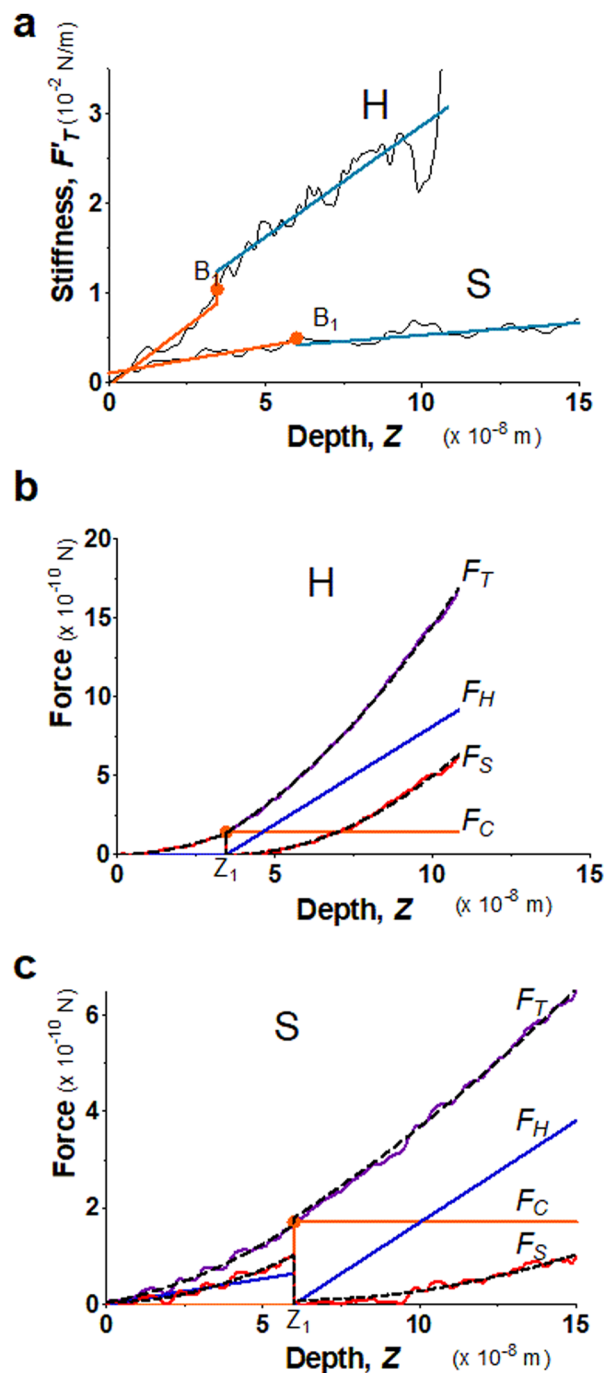 a
Stiffness, F'T (10-2 N/m)
3
2
1
0
H
S
B1
B1
0
5
10
15
Depth, Z (x 10-8 m)
b
Force (x 10-10 N)
20
15
10
5
0
H
FT
FH
FS
FC
0
Z1
5
10
15
Depth, Z (x 10-8 m)
c
Force (x 10-10 N)
6
4
2
0
S
FT
FH
FC
FS
0
5
Z1
10
15
Depth, Z (x 10-8 m)